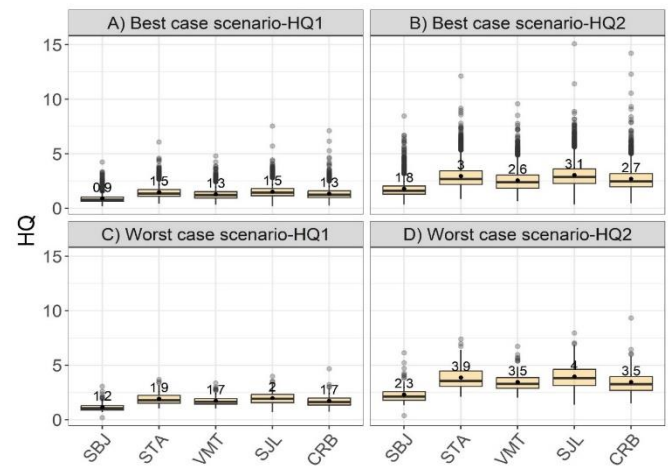 A) Best case scenario-HQ1
B) Best case scenario-HQ2
15
10
5
0
0.9 1.5 1.3 1.5 1.3
1.8 3 2.6 3.1 2.7
HQ
C) Worst case scenario-HQ1
D) Worst case scenario-HQ2
15
10
5
0
1.2 1.9 1.7 2 1.7
2.3 3.9 3.5 4 3.5
SBJ STA VMT SJL CRB
SBJ STA VMT SJL CRB